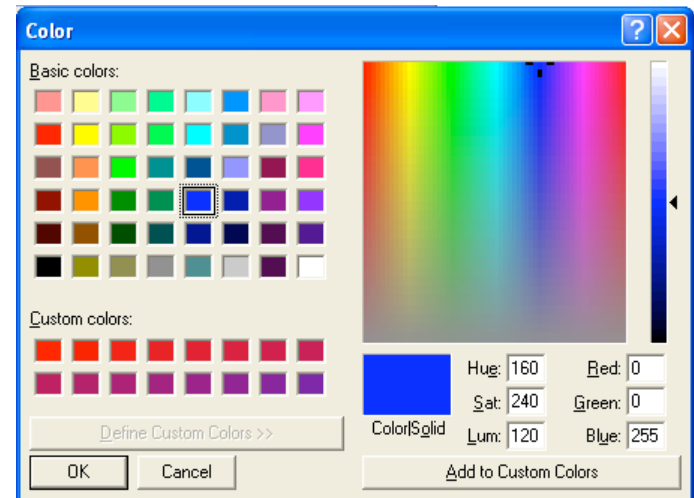 Color
Basic colors:
Custom colors:
Define Custom Colors >>
OK Cancel
Color|Solid
Hue: 160 Red: 0
Sat: 240 Green: 0
Lum: 120 Blue: 255
Add to Custom Colors